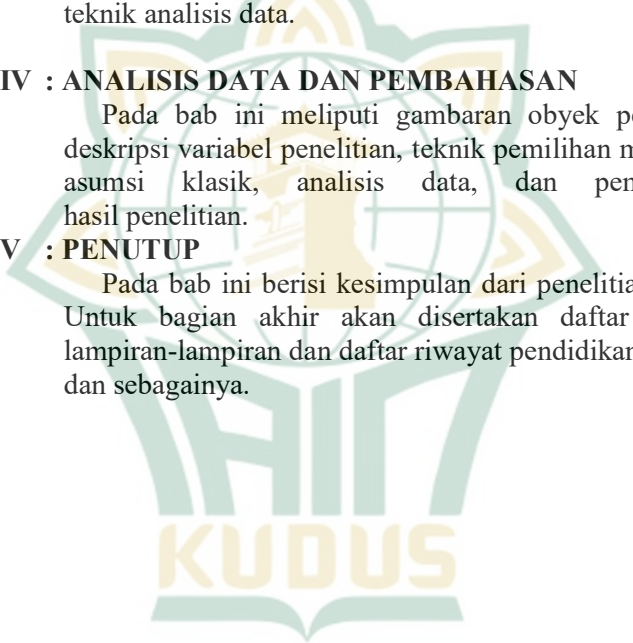 teknik analisis data.
IV : ANALISIS DATA DAN PEMBAHASAN
Pada bab ini meliputi gambaran obyek
deskripsi variabel penelitian, teknik pemilihan
asumsi klasik, analisis data, dan
hasil penelitian.
V : PENUTUP
Pada bab ini berisi kesimpulan dari
Untuk bagian akhir akan disertakan daftar
lampiran-lampiran dan daftar riwayat pendidikan
dan sebagainya.
IAIN
KUDUS